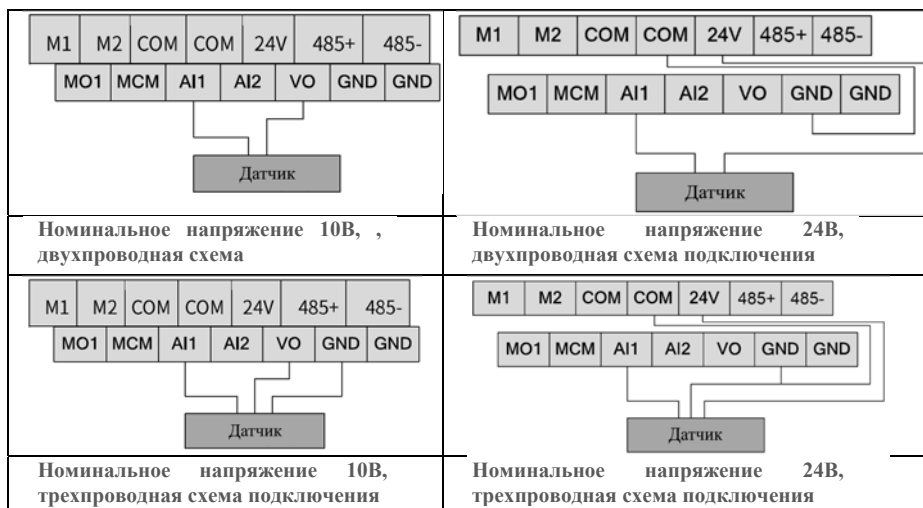 M1 M2 COM COM 24V 485+ 485-
MO1 MCM AI1 AI2 VO GND GND
Датчик
M1 M2 COM COM 24V 485+ 485-
MO1 MCM AI1 AI2 VO GND GND
Датчик
Номинальное напряжение 10В, ,
двухпроводная схема
Номинальное напряжение 24В,
двухпроводная схема подключения
M1 M2 COM COM 24V 485+ 485-
MO1 MCM AI1 AI2 VO GND GND
Датчик
M1 M2 COM COM 24V 485+ 485-
MO1 MCM AI1 AI2 VO GND GND
Датчик
Номинальное напряжение 10В,
трехпроводная схема подключения
Номинальное напряжение 24В,
трехпроводная схема подключения